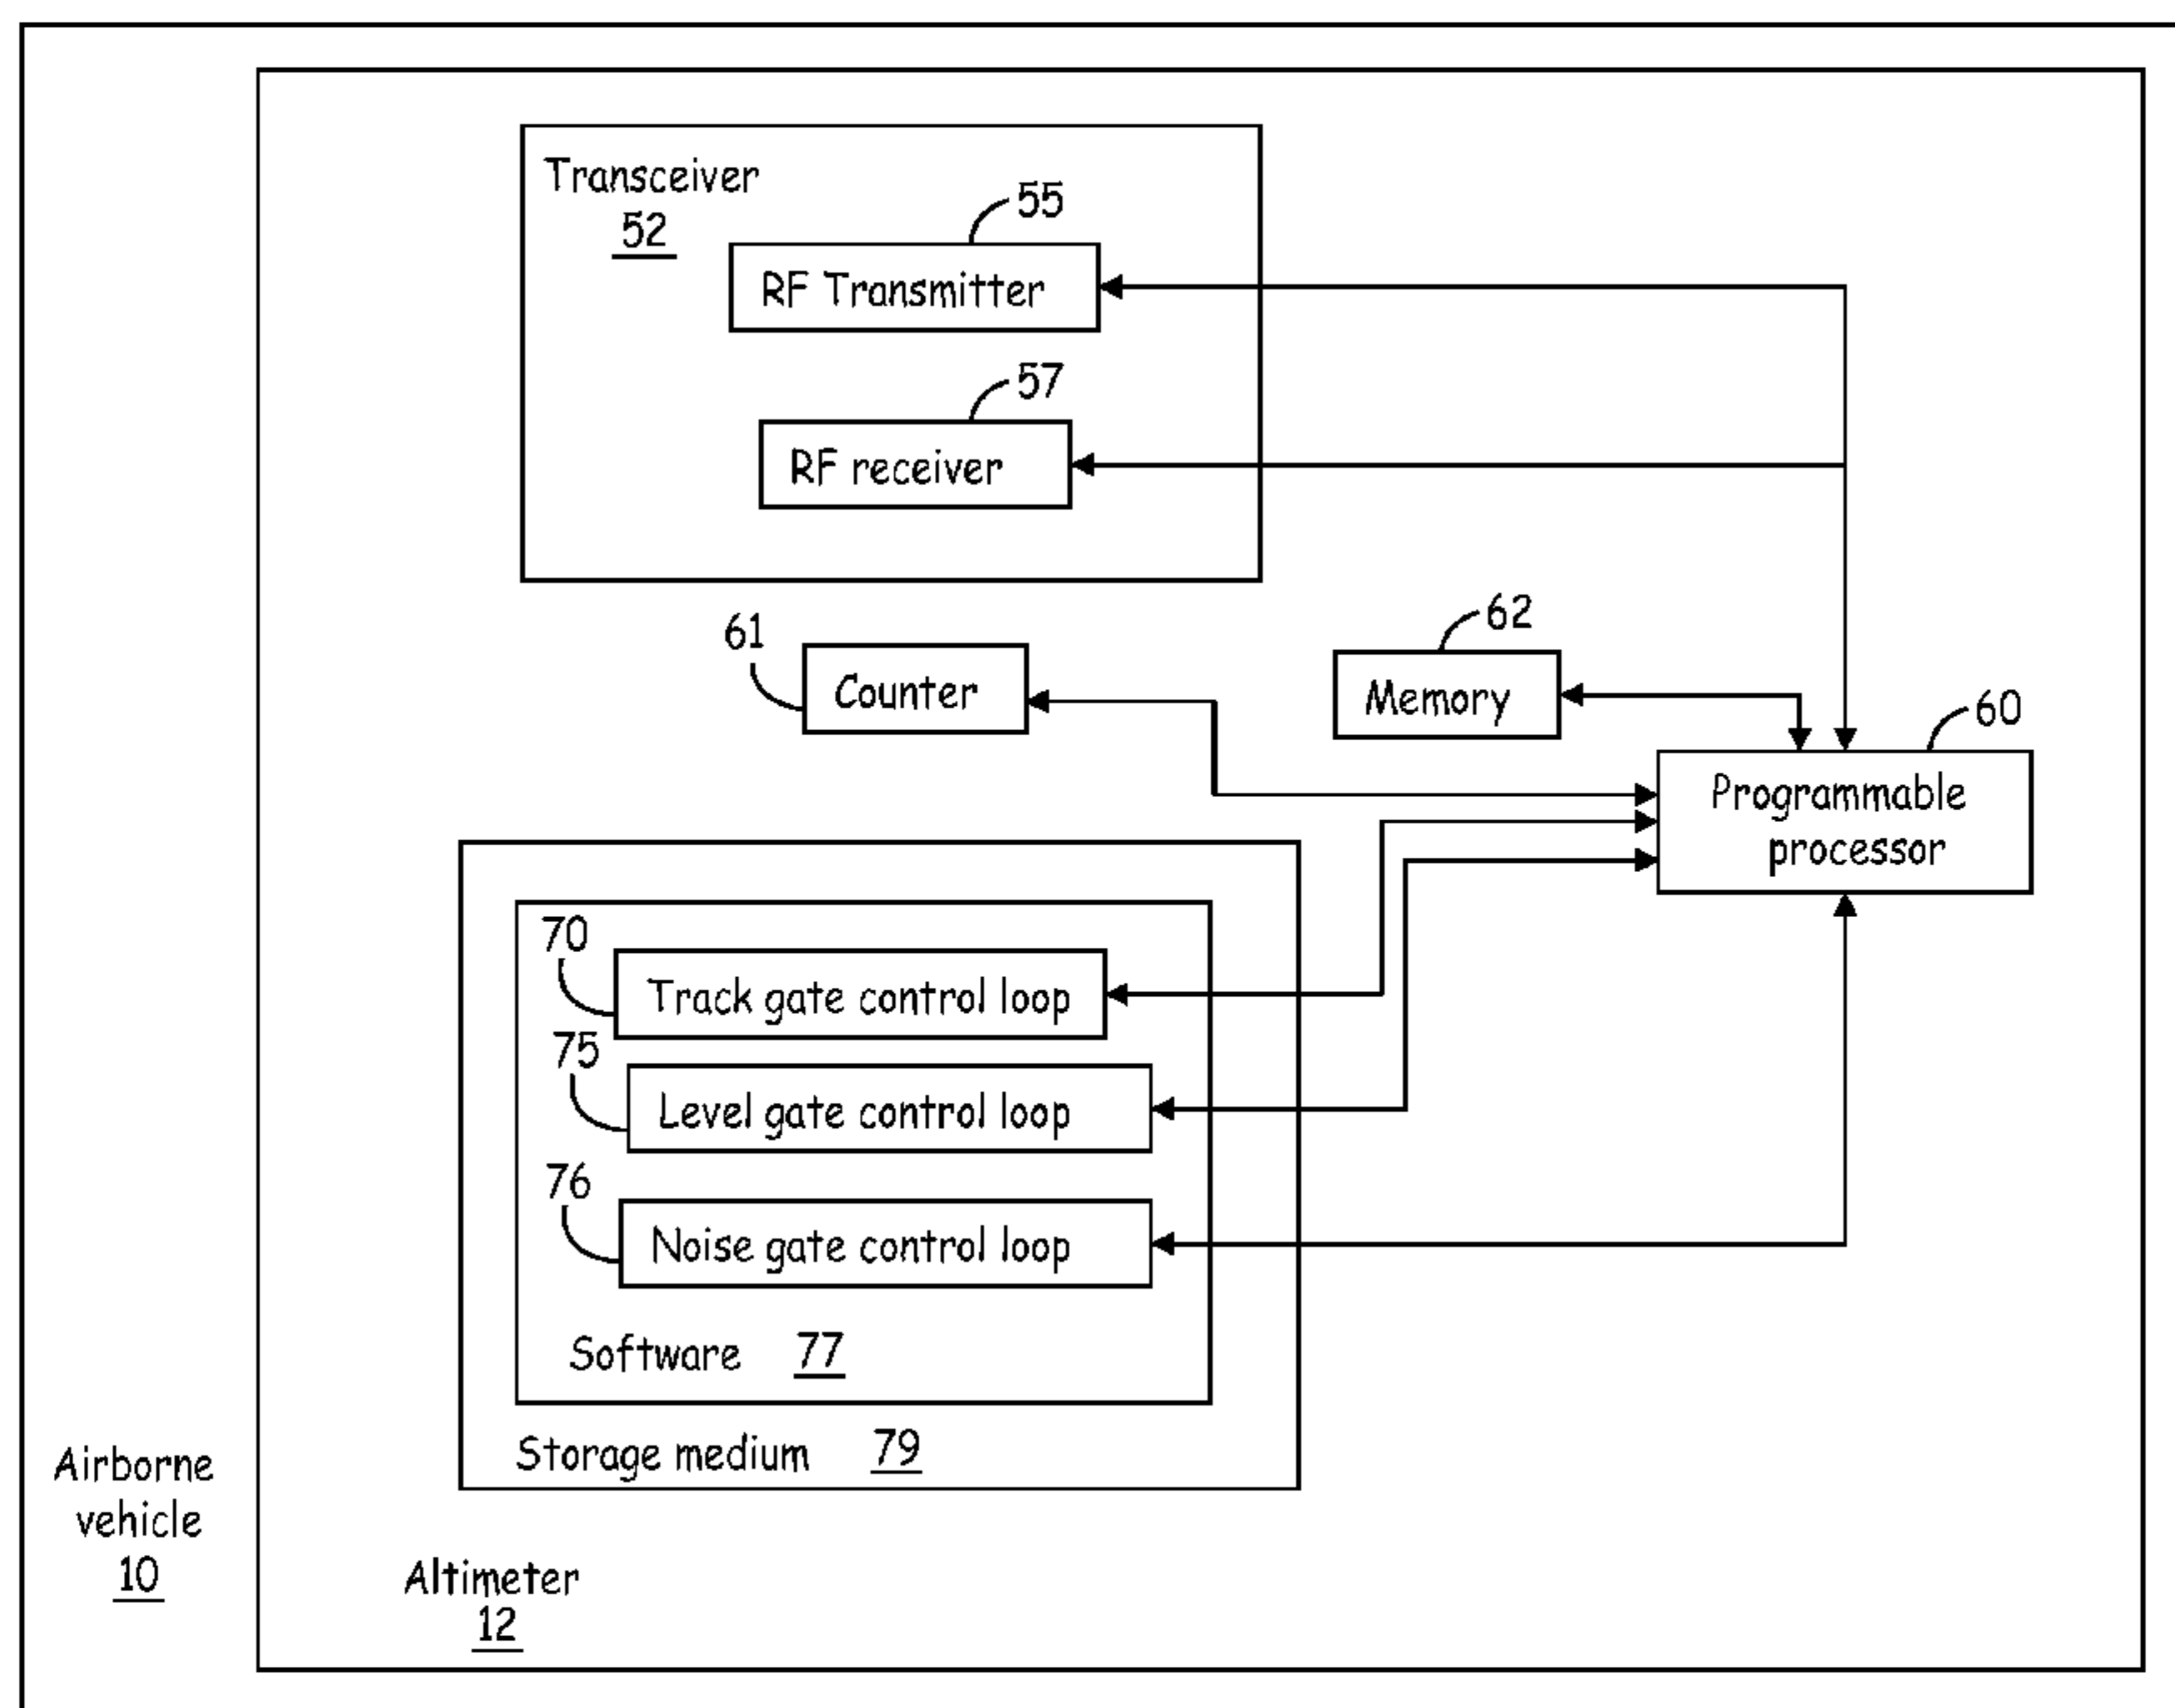 Transceiver
52
55
RF Transmitter
57
RF receiver
61
Counter
62
Memory
60
Programmable
processor
70
Track gate control loop
75
Level gate control loop
76
Noise gate control loop
Software 77
Storage medium 79
Airborne
vehicle
10
Altimeter
12